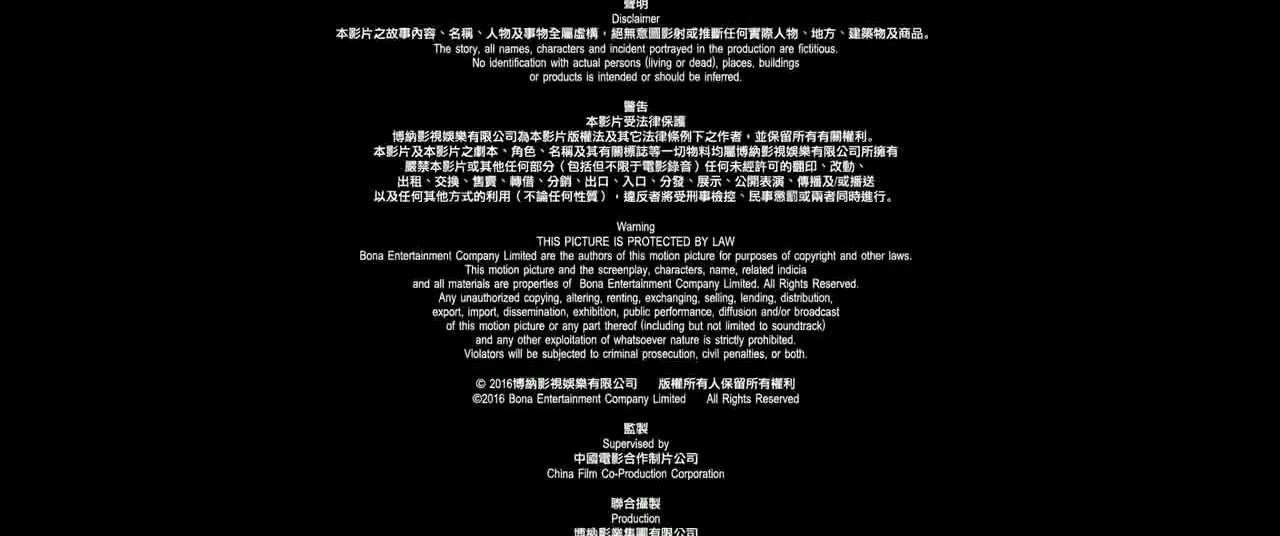 聲明
Disclaimer
本影片之故事內容、名稱、人物及事物全屬虛構，絕無意圖影射或推斷任何實際人物、地方、建築物及商品。
The story, all names, characters and incident portrayed in the production are fictitious.
No identification with actual persons (living or dead), places, buildings
or products is intended or should be inferred.
警告
本影片受法律保護
博納影視娛樂有限公司為本影片版權法及其它法律條例下之作者，並保留所有有關權利。
本影片及本影片之劇本、角色、名稱及其有關標誌等一切物料均屬博納影視娛樂有限公司所擁有
嚴禁本影片或其他任何部分（包括但不限于電影錄音）任何未經許可的翻印、改動、
出租、交換、售賣、轉借、分銷、出口、入口、分發、展示、公開表演、傳播及/或播送
以及任何其他方式的利用（不論任何性質），違反者將受刑事檢控、民事懲罰或兩者同時進行。
Warning
THIS PICTURE IS PROTECTED BY LAW
Bona Entertainment Company Limited are the authors of this motion picture for purposes of copyright and other laws.
This motion picture and the screenplay, characters, name, related indicia
and all materials are properties of Bona Entertainment Company Limited. All Rights Reserved.
Any unauthorized copying, altering, renting, exchanging, selling, lending, distribution,
export, import, dissemination, exhibition, public performance, diffusion and/or broadcast
of this motion picture or any part thereof (including but not limited to soundtrack)
and any other exploitation of whatsoever nature is strictly prohibited.
Violators will be subjected to criminal prosecution, civil penalties, or both.
© 2016博納影視娛樂有限公司 版權所有人保留所有權利
©2016 Bona Entertainment Company Limited All Rights Reserved
監製
Supervised by
中國電影合作制片公司
China Film Co-Production Corporation
聯合攝製
Production
博納影業集團有限公司